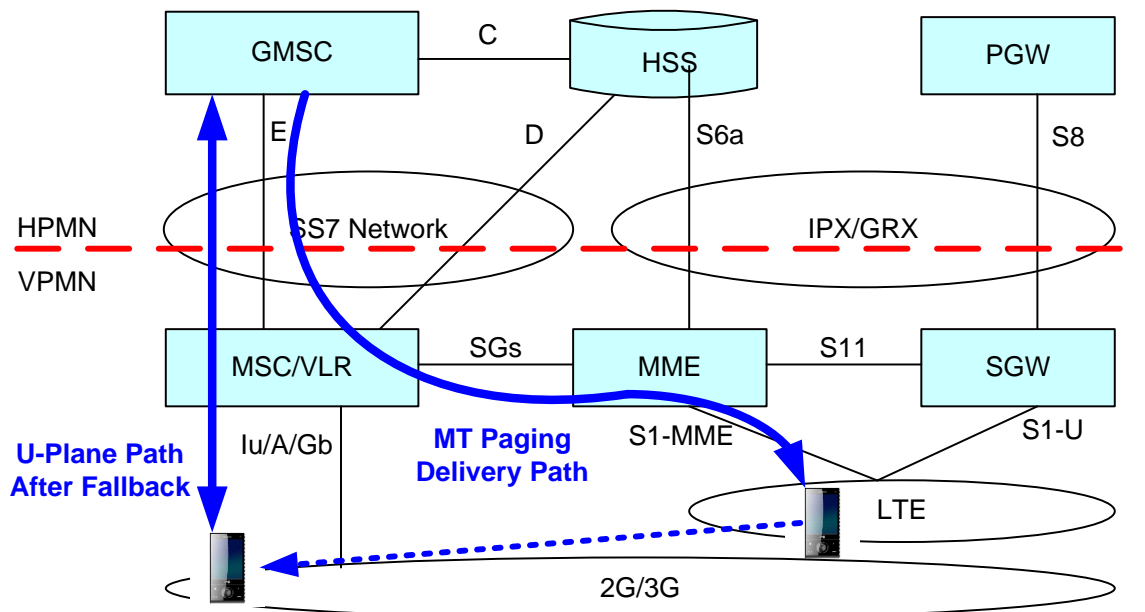 GMSC
C
HSS
PGW
E
D
S6a
S8
HPMN
SS7 Network
IPX/GRX
VPMN
MSC/VLR
SGs
MME
S11
SGW
Iu/A/Gb
MT Paging
Delivery Path
S1-MME
S1-U
U-Plane Path
After Fallback
LTE
2G/3G